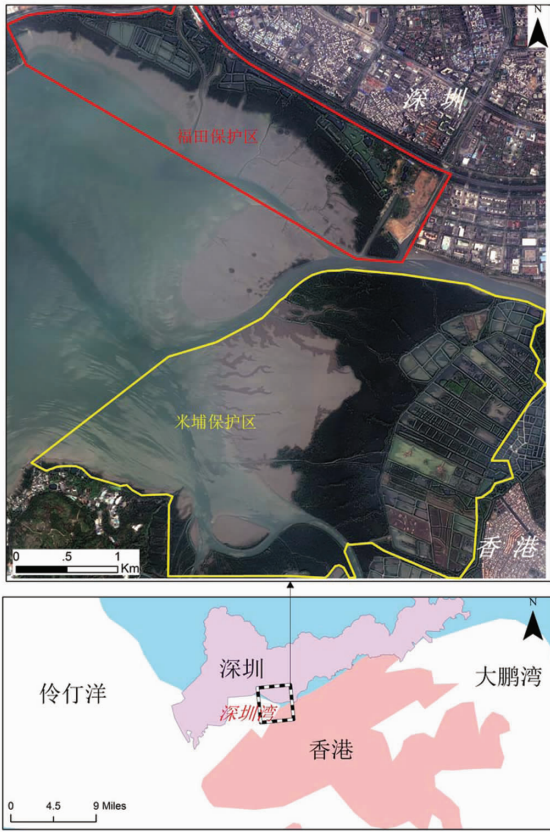 N
深圳
福田保护区
米埔保护区
香港
0 .5 1
Km
N
深圳
大鹏湾
伶仃洋
深圳湾
香港
0 4.5 9 Miles